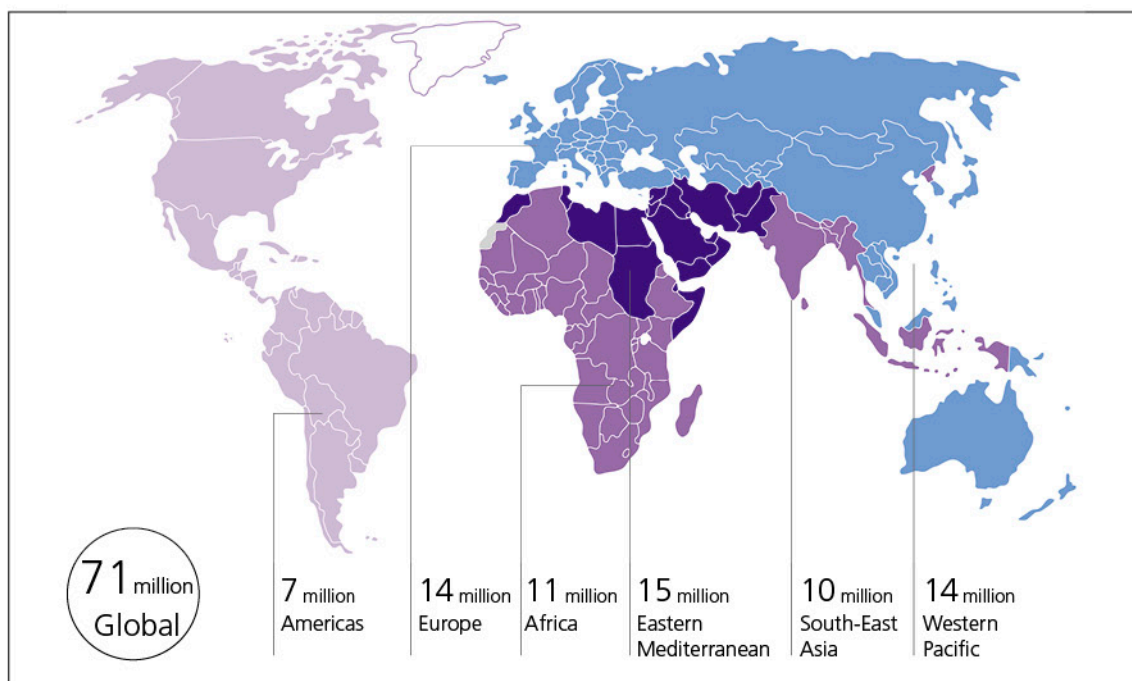 71 million
Global
7 million
Americas
14 million
Europe
11 million
Africa
15 million
Eastern
Mediterranean
10 million
South-East
Asia
14 million
Western
Pacific